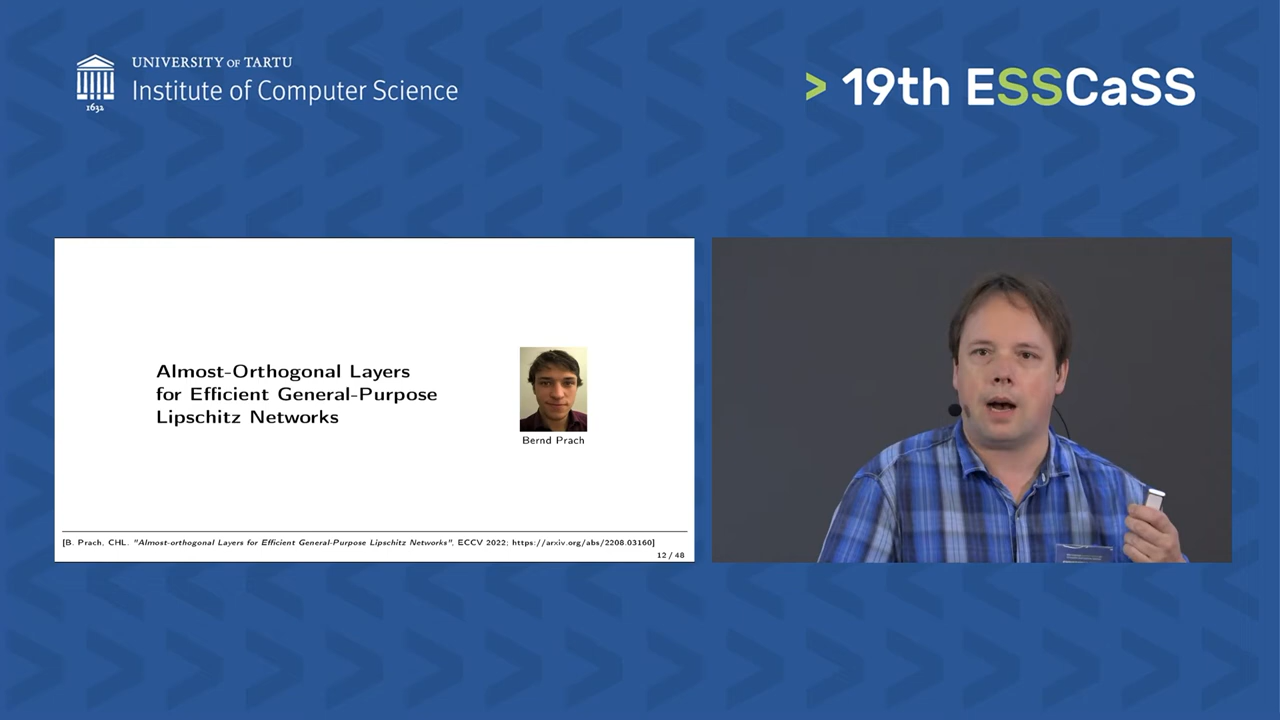 UNIVERSITY OF TARTU
Institute of Computer Science
1632
> 19th ESSCaSS
Almost-Orthogonal Layers
for Efficient General-Purpose
Lipschitz Networks
Bernd Prach
[B. Prach, CHL. "Almost-orthogonal Layers for Efficient General-Purpose Lipschitz Networks", ECCV 2022; https://arxiv.org/abs/2208.03160]
12 / 48